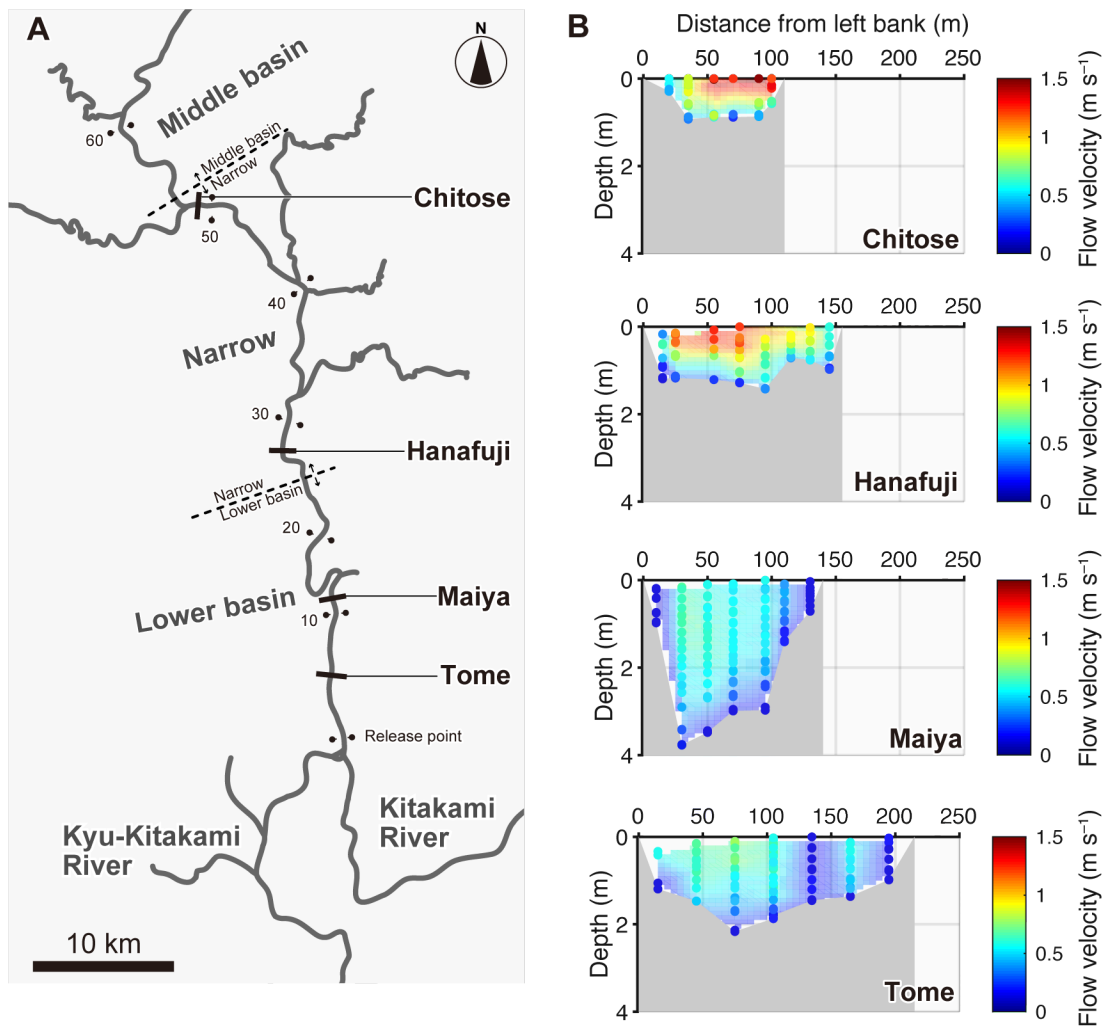 A
N
Middle basin
60
Middle basin
Narrow
Chitose
50
40
Narrow
30
Hanafuji
Narrow
Lower basin
20
Lower basin
Maiya
10
Tome
Release point
Kyu-Kitakami
River
Kitakami
River
10 km
B
Distance from left bank (m)
0 50 100 150 200 250
0
2
4
Depth (m)
Chitose
1.5
1
0.5
0
Flow velocity (m s⁻¹)
0 50 100 150 200 250
0
2
4
Depth (m)
Hanafuji
1.5
1
0.5
0
Flow velocity (m s⁻¹)
0 50 100 150 200 250
0
2
4
Depth (m)
Maiya
1.5
1
0.5
0
Flow velocity (m s⁻¹)
0 50 100 150 200 250
0
2
4
Depth (m)
Tome
1.5
1
0.5
0
Flow velocity (m s⁻¹)